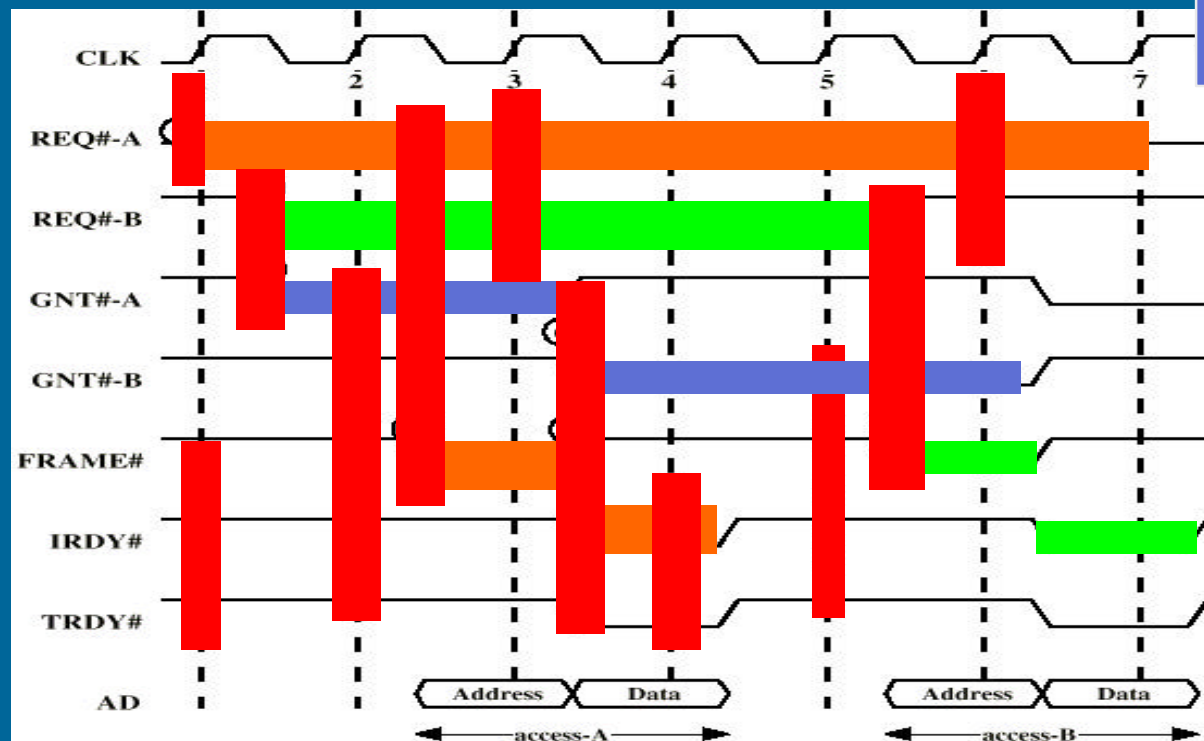 CLK
2 3 4 5 7
REQ#-A
REQ#-B
GNT#-A
GNT#-B
FRAME#
IRDY#
TRDY#
AD Address Data Address Data
access-A access-B